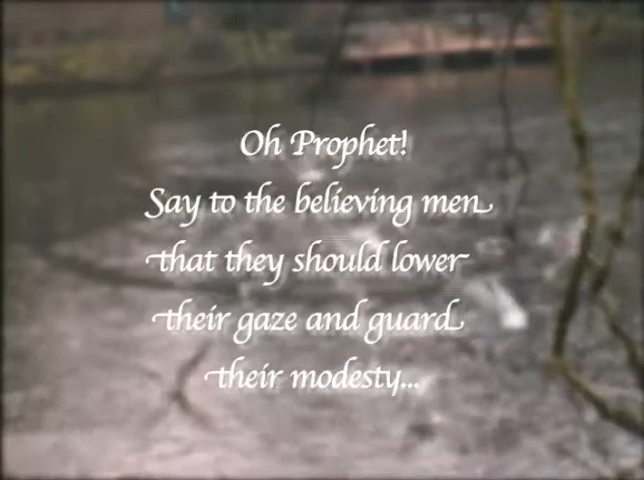 Oh Prophet!
Say to the believing men
that they should lower
their gaze and guard
their modesty...